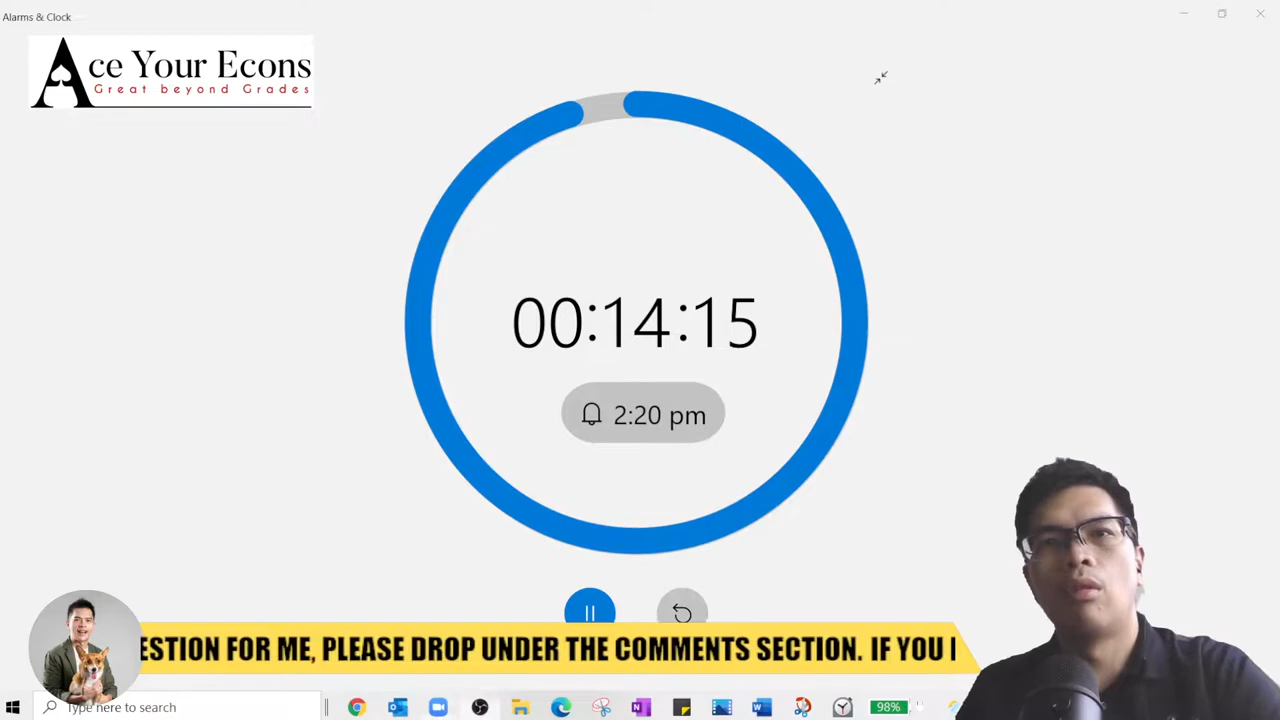 Alarms & Clock
Ace Your Econs
Great beyond Grades
00:14:15
2:20 pm
ESTION FOR ME, PLEASE DROP UNDER THE COMMENTS SECTION. IF YOU
Type here to search
98%